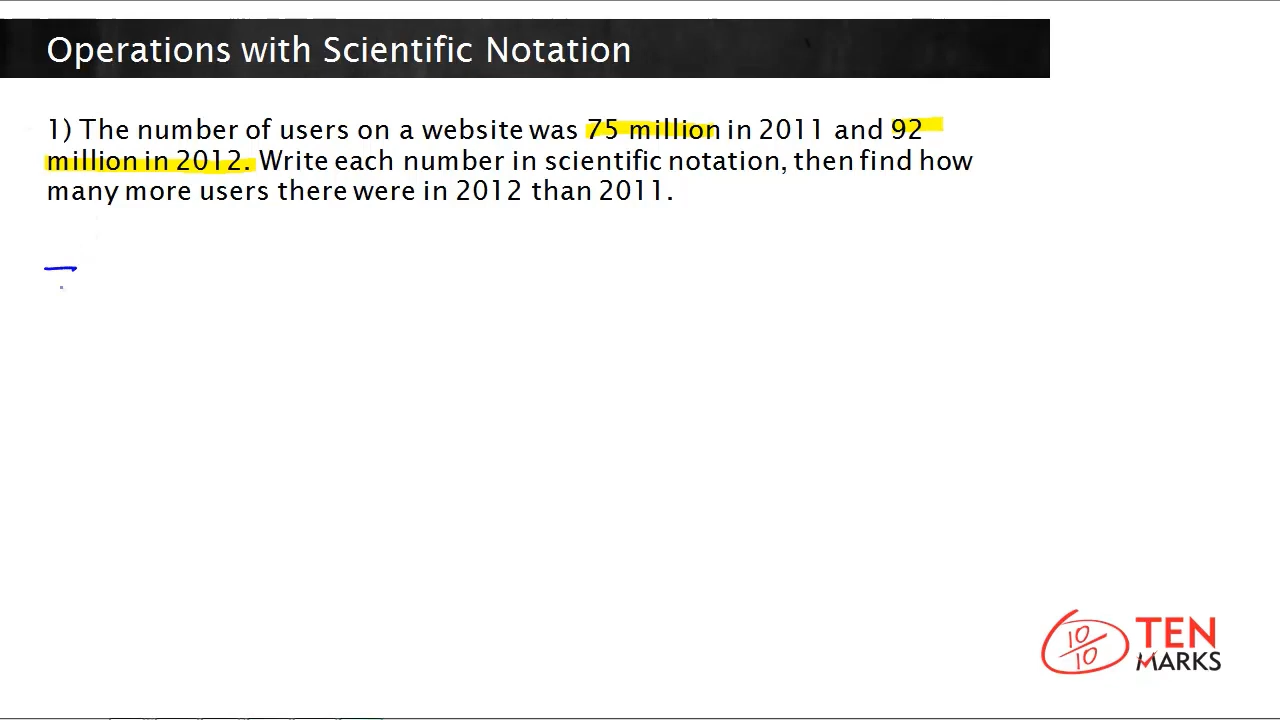 Operations with Scientific Notation
1) The number of users on a website was 75 million in 2011 and 92
million in 2012. Write each number in scientific notation, then find how
many more users there were in 2012 than 2011.
10
10
TEN
MARKS